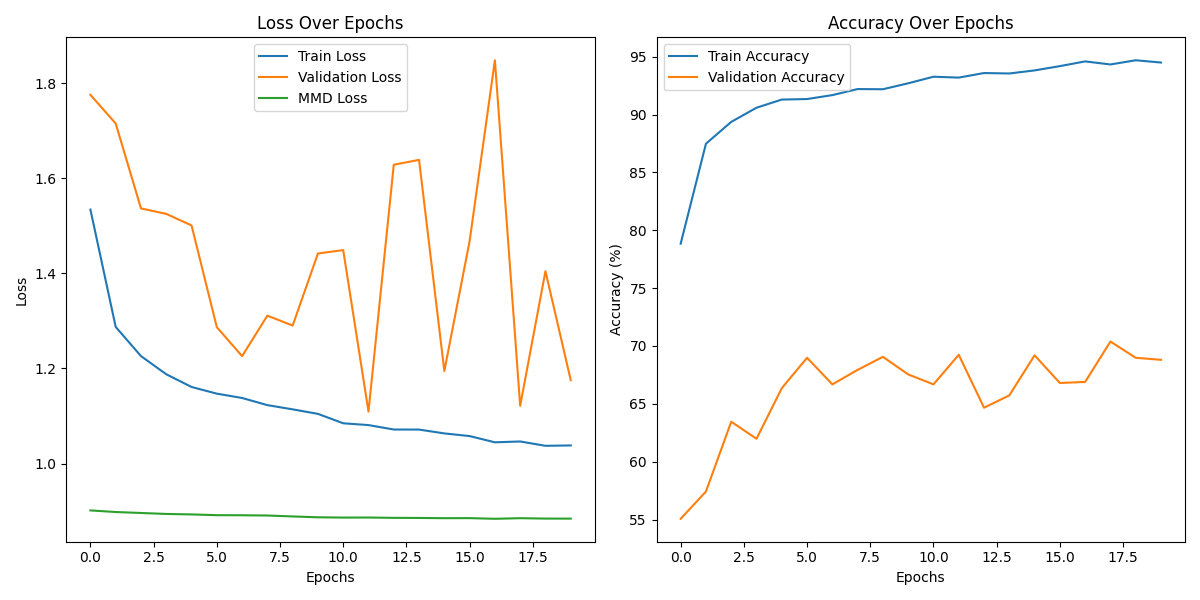 Loss Over Epochs
Train Loss
Validation Loss
MMD Loss
1.8
1.6
1.4
1.2
1.0
Loss
0.0 2.5 5.0 7.5 10.0 12.5 15.0 17.5
Epochs
Accuracy Over Epochs
Train Accuracy
Validation Accuracy
95
90
85
80
75
70
65
60
55
Accuracy (%)
0.0 2.5 5.0 7.5 10.0 12.5 15.0 17.5
Epochs